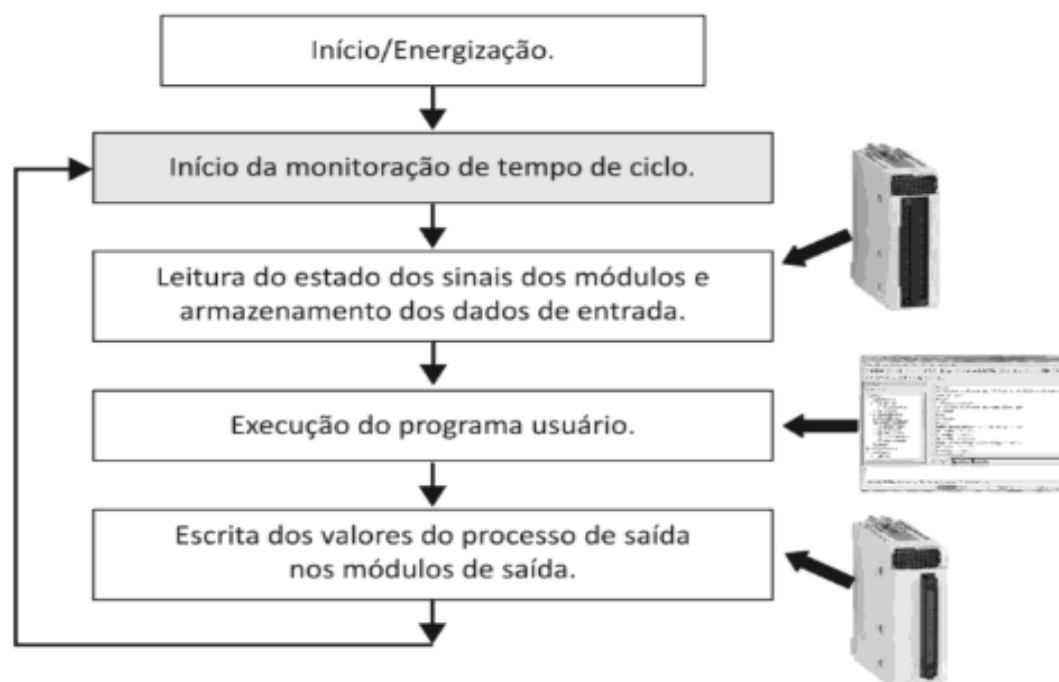 Início/Energização.
Início da monitoração de tempo de ciclo.
Leitura do estado dos sinais dos módulos e
armazenamento dos dados de entrada.
Execução do programa usuário.
Escrita dos valores do processo de saída
nos módulos de saída.